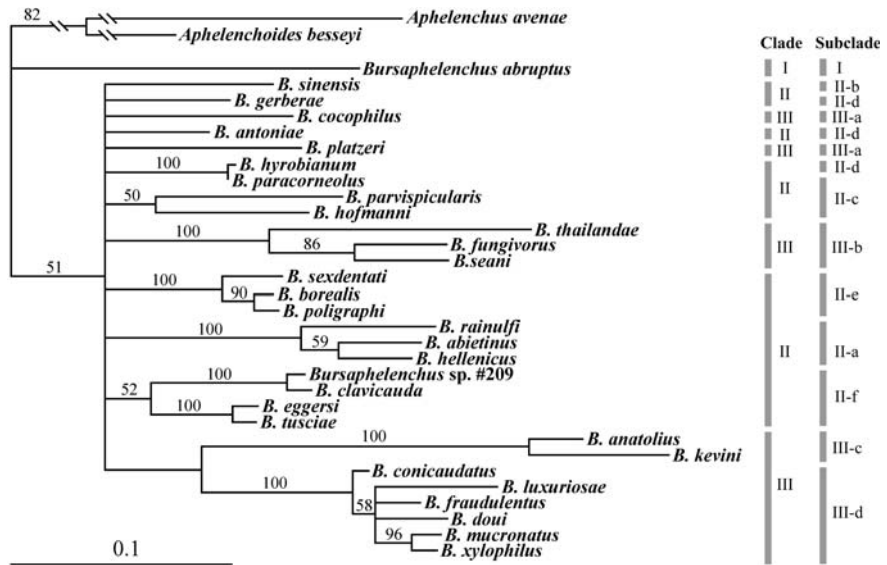 82
Aphelenchus avenae
Aphelenchoides besseyi
Clade Subclade
Bursaphelenchus abruptus I I
B. sinensis II-b
B. gerberae II II-d
B. cocophilus III III-a
B. antoniae II II-d
B. platzeri III III-a
100 B. hyrobianum II-d
B. paracorneolus
50 B. parvispicularis II II-c
B. hofmanni
100 B. thailandae
86 B. fungivorus III III-b
B.seani
51
100 B. sexdentati
90 B. borealis II-e
B. poligraphi
100 B. rainulfi
59 B. abietinus II II-a
B. hellenicus
100 Bursaphelenchus sp. #209
52 B. clavicauda II-f
100 B. eggersi
B. tusciae
100 B. anatolius III-c
B. kevini
100 B. conicaudatus
B. luxuriosae III
58 B. fraudulentus III-d
B. doui
96 B. mucronatus
B. xylophilus
0.1